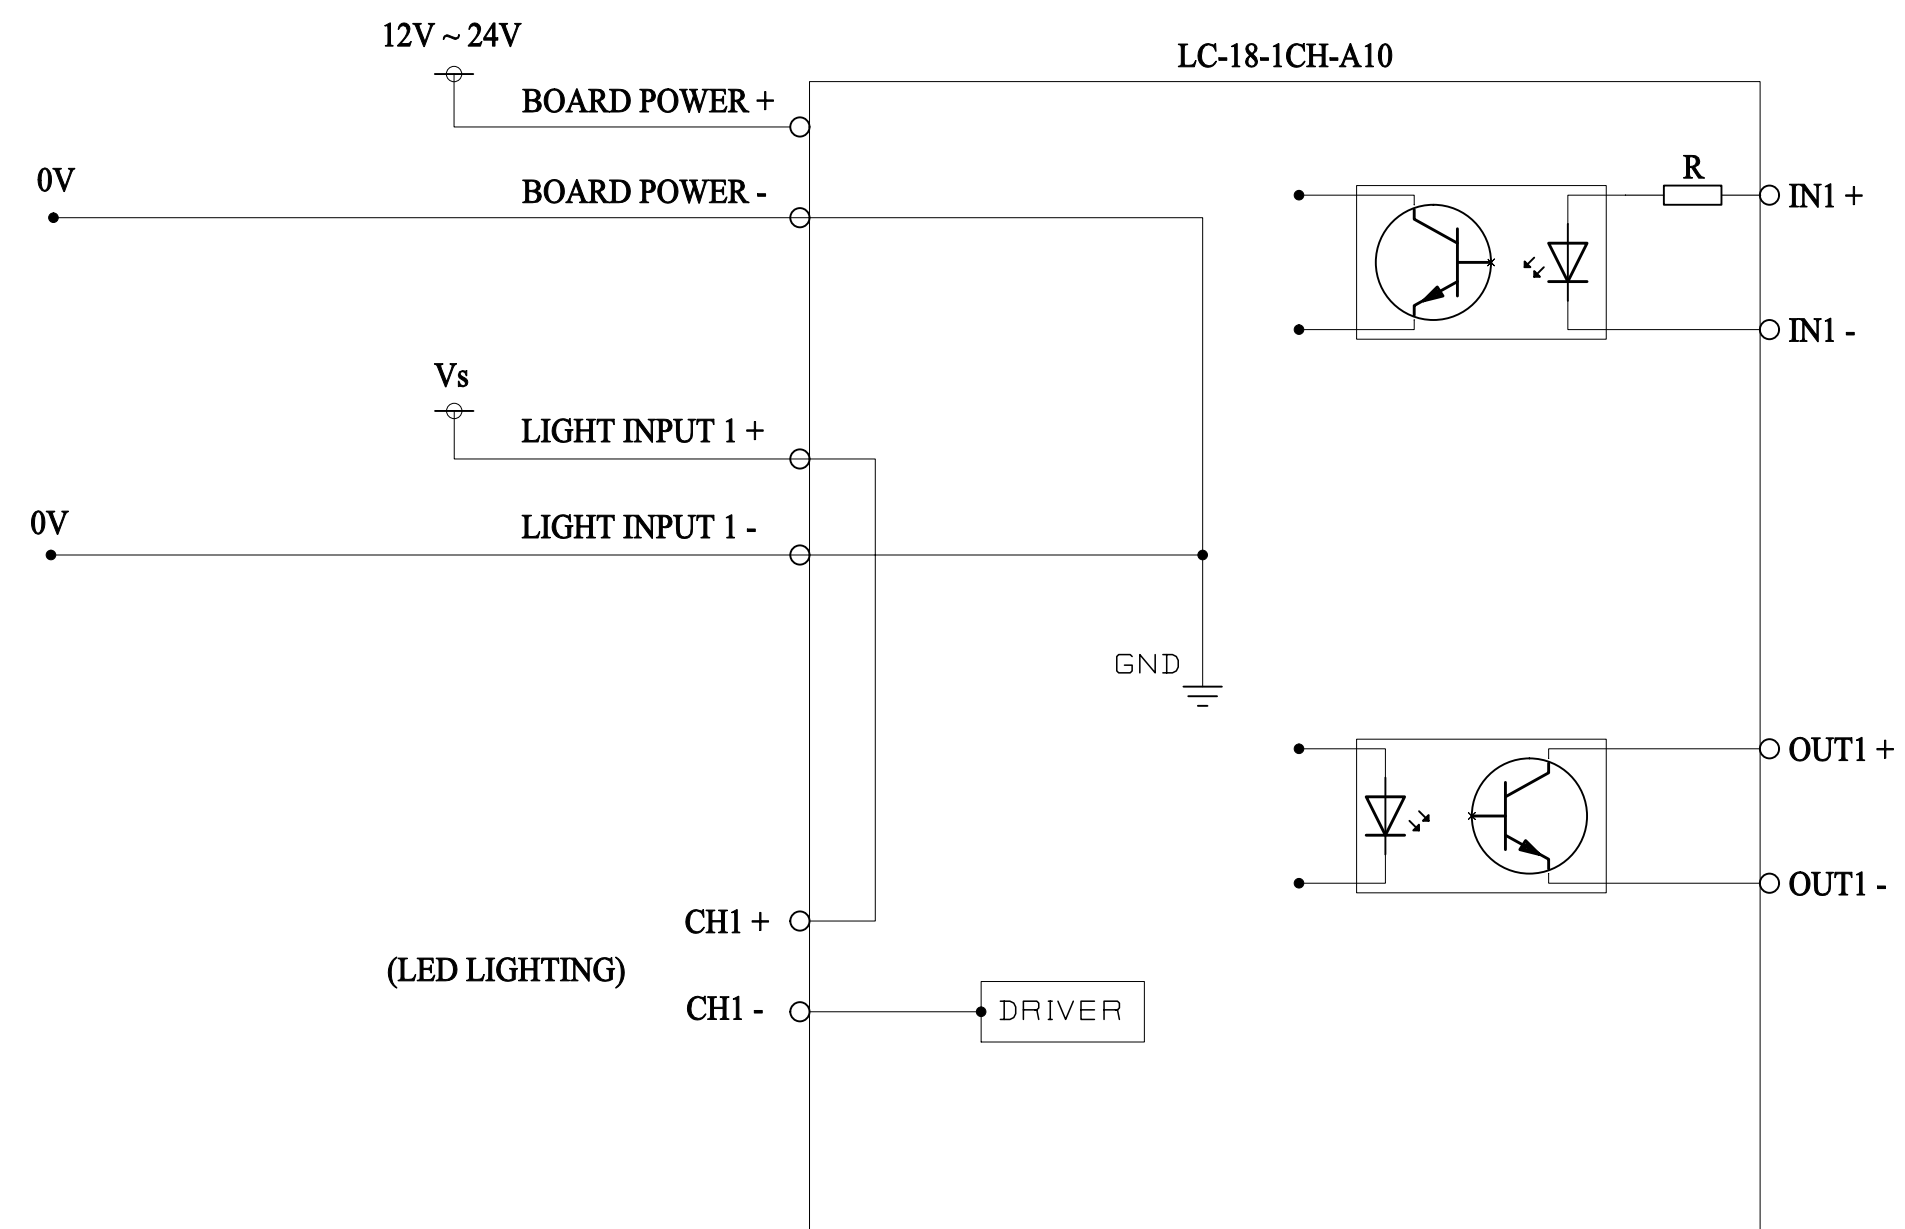 12V ~ 24V
LC-18-1CH-A10
BOARD POWER +
0V
BOARD POWER -
R
IN1 +
IN1 -
Vs
LIGHT INPUT 1 +
0V
LIGHT INPUT 1 -
GND
OUT1 +
OUT1 -
CH1 +
(LED LIGHTING)
CH1 -
DRIVER